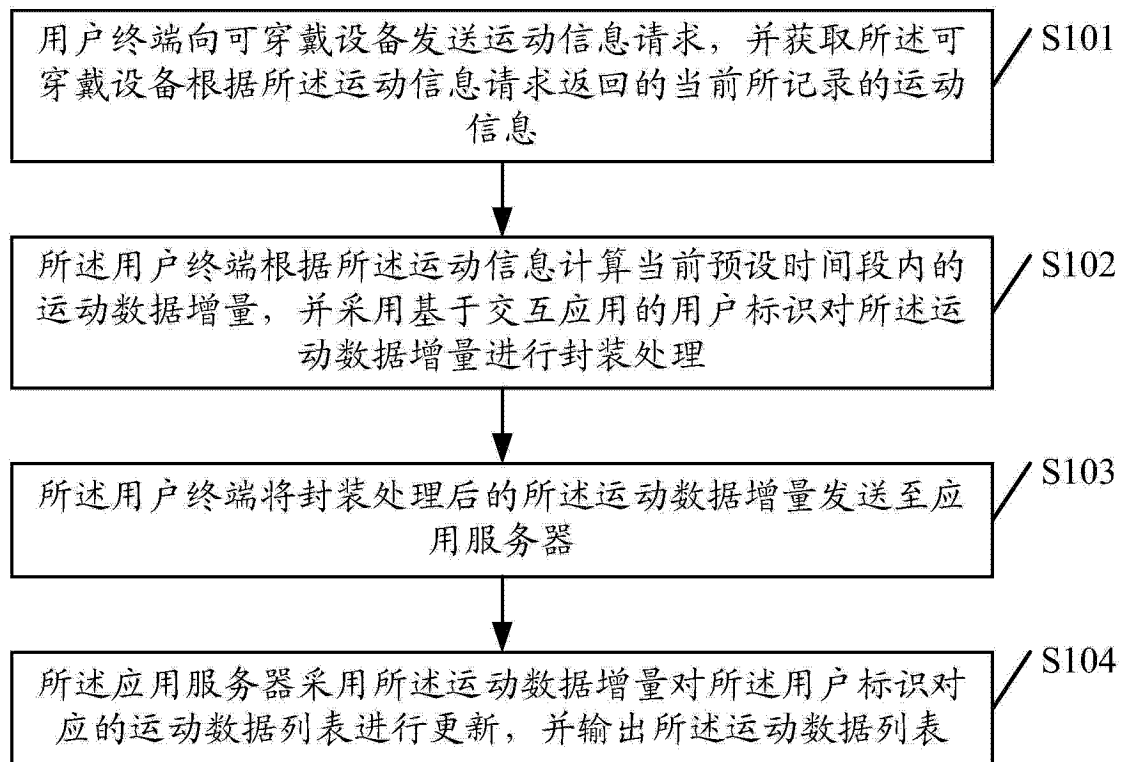 用户终端向可穿戴设备发送运动信息请求，并获取所述可
穿戴设备根据所述运动信息请求返回的当前所记录的运动
信息
S101
所述用户终端根据所述运动信息计算当前预设时间段内的
运动数据增量，并采用基于交互应用的用户标识对所述运
动数据增量进行封装处理
S102
所述用户终端将封装处理后的所述运动数据增量发送至应
用服务器
S103
所述应用服务器采用所述运动数据增量对所述用户标识对
应的运动数据列表进行更新，并输出所述运动数据列表
S104